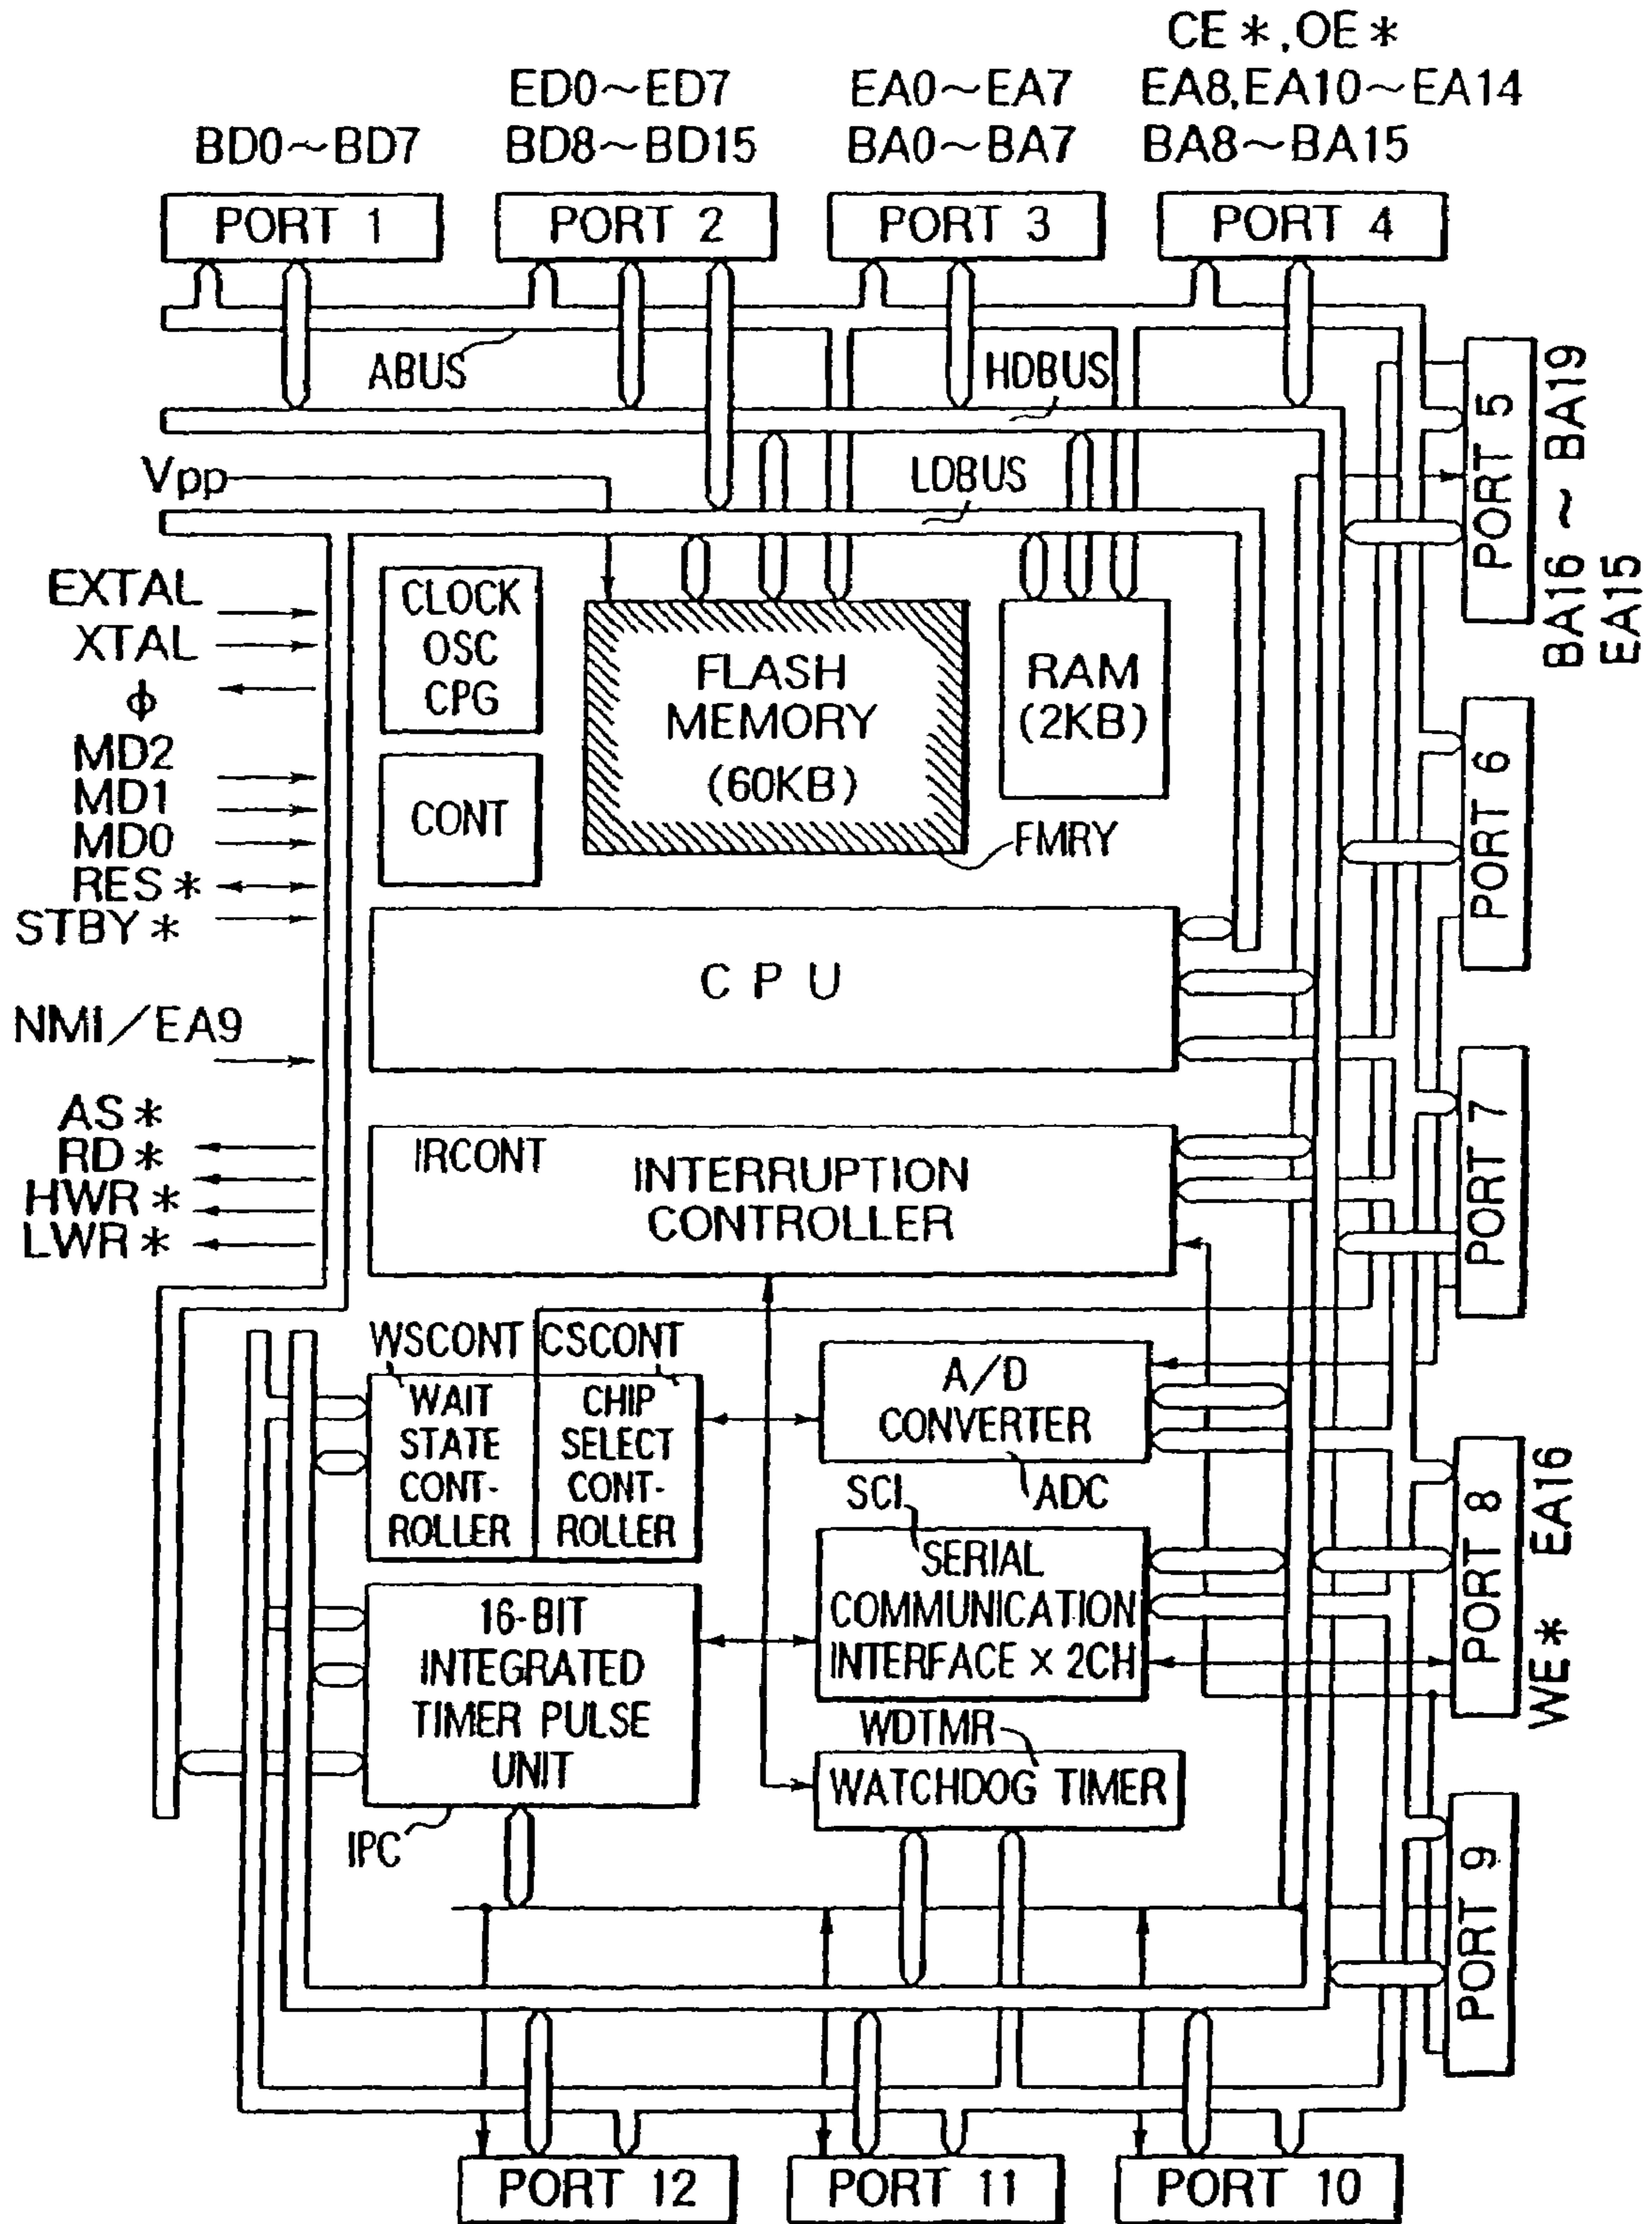 CE*, OE*
ED0~ED7
EA0~EA7
EA8,EA10~EA14
BD0~BD7
BD8~BD15
BA0~BA7
BA8~BA15
PORT 1
PORT 2
PORT 3
PORT 4
ABUS
HDBUS
PORT 5
BA16 ~ BA19
EA15
Vpp
LDBUS
EXTAL
XTAL
φ
MD2
MD1
MD0
RES*
STBY*
CLOCK
OSC
CPG
CONT
FLASH
MEMORY
(60KB)
FMRY
RAM
(2KB)
PORT 6
CPU
NMI/EA9
AS*
RD*
HWR*
LWR*
IRCONT
INTERRUPTION
CONTROLLER
PORT 7
WSCONT
CSCONT
WAIT
STATE
CONT-
ROLLER
CHIP
SELECT
CONT-
ROLLER
A/D
CONVERTER
ADC
SCI
SERIAL
COMMUNICATION
INTERFACE × 2CH
PORT 8
WE*
EA16
16-BIT
INTEGRATED
TIMER PULSE
UNIT
IPC
WDTMR
WATCHDOG TIMER
PORT 9
PORT 12
PORT 11
PORT 10